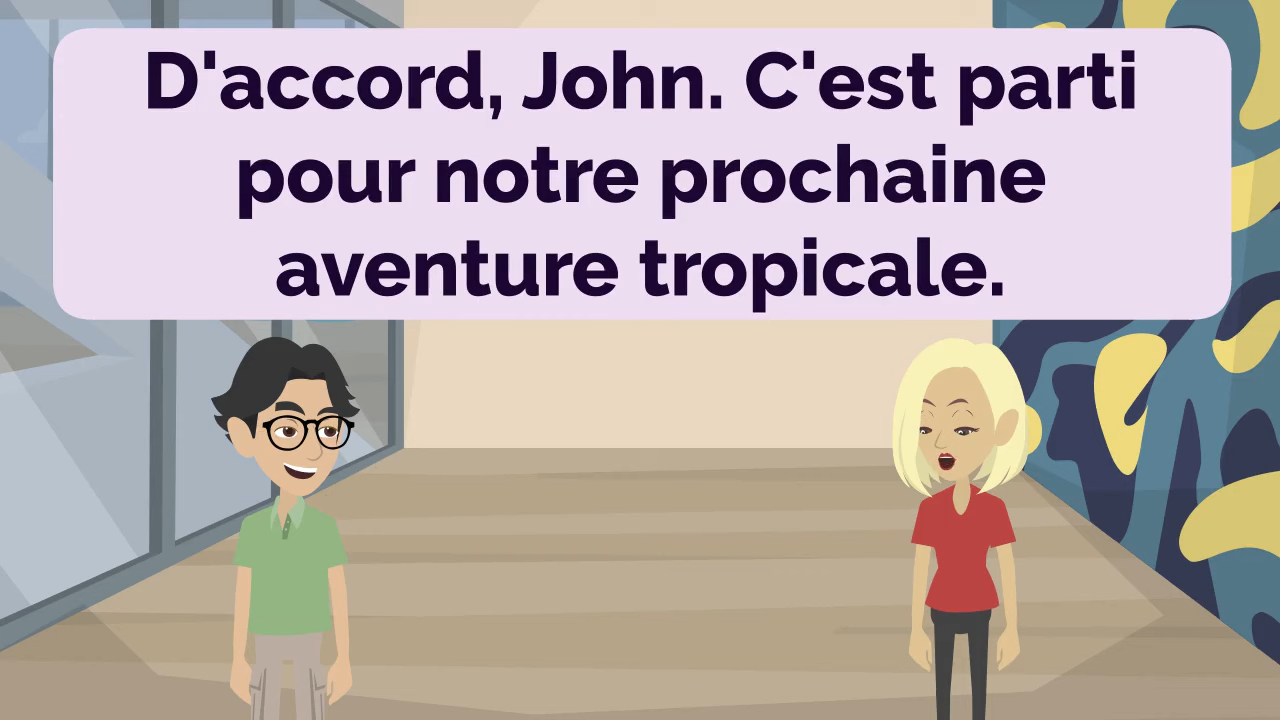 D'accord, John. C'est parti
pour notre prochaine
aventure tropicale.